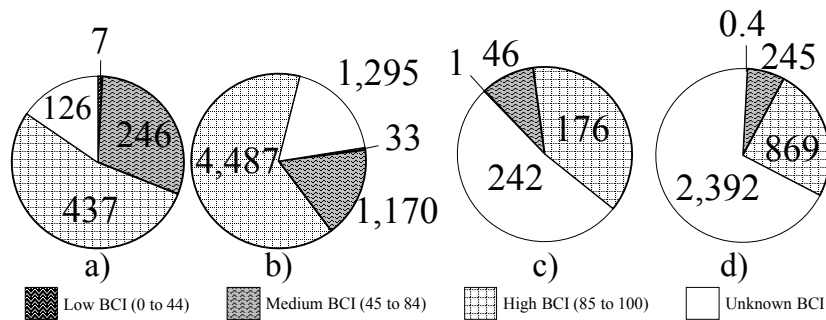 7
126
246
437
a)
1,295
33
4,487
1,170
b)
1
46
176
242
c)
0.4
245
869
2,392
d)
Low BCI (0 to 44)
Medium BCI (45 to 84)
High BCI (85 to 100)
Unknown BCI